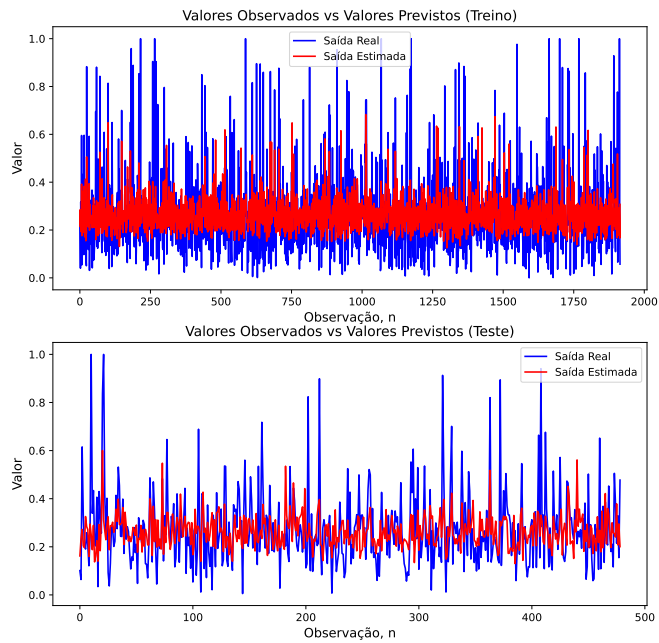 Valores Observados vs Valores Previstos (Treino)
1.0
0.8
0.6
0.4
0.2
0.0
Valor
Saída Real
Saída Estimada
0
250
500
750
1000
1250
1500
1750
2000
Observação, n
Valores Observados vs Valores Previstos (Teste)
1.0
0.8
0.6
0.4
0.2
0.0
Valor
Saída Real
Saída Estimada
0
100
200
300
400
500
Observação, n